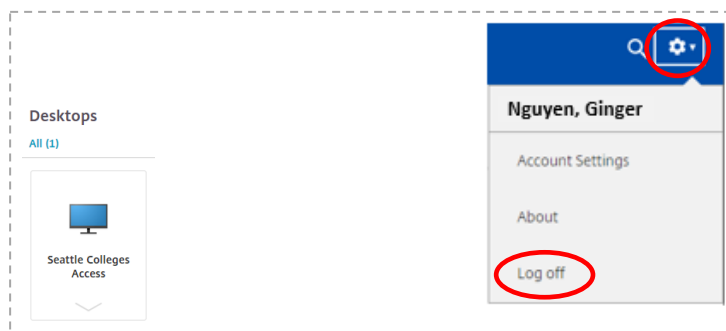 Desktops
All (1)
Seattle Colleges
Access
Nguyen, Ginger
Account Settings
About
Log off